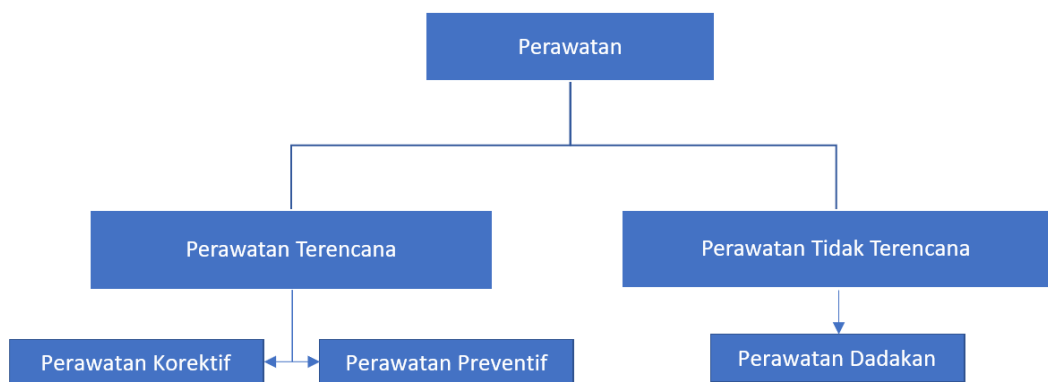 Perawatan
Perawatan Terencana
Perawatan Tidak Terencana
Perawatan Korektif
Perawatan Preventif
Perawatan Dadakan